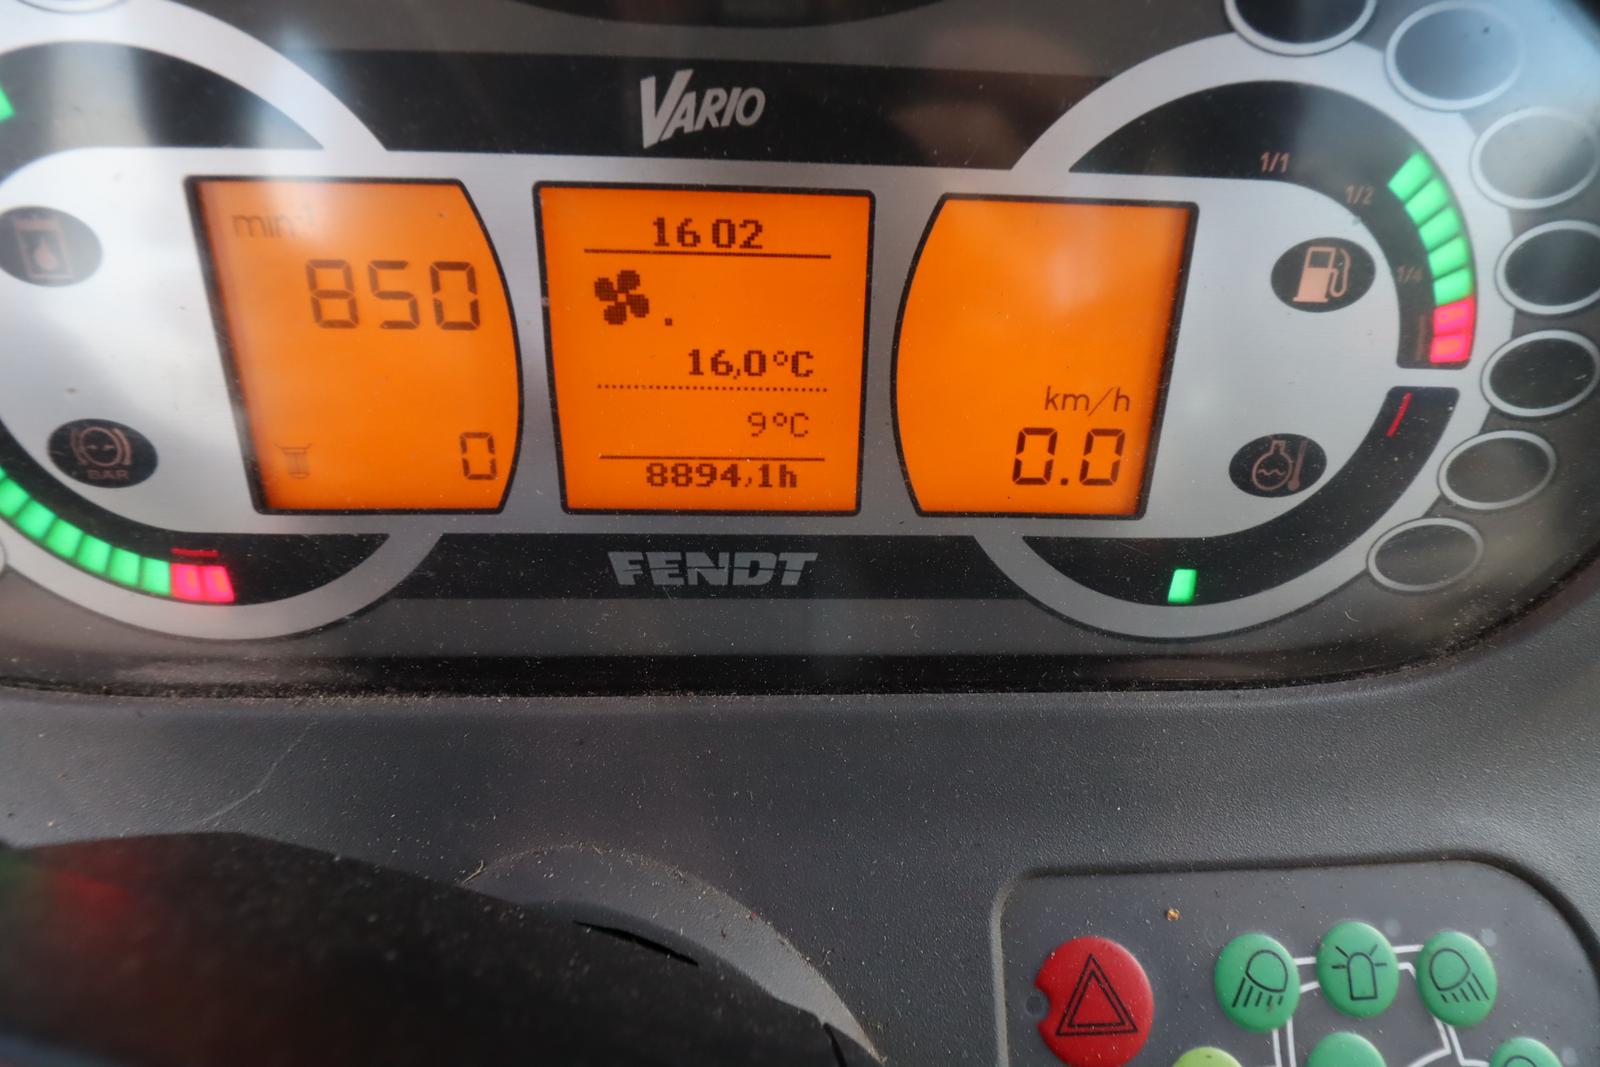 VARIO
min-1
850
0
16 02
16,0°C
9°C
8894,1h
km/h
0.0
1/1
1/2
1/4
BAR
FENDT